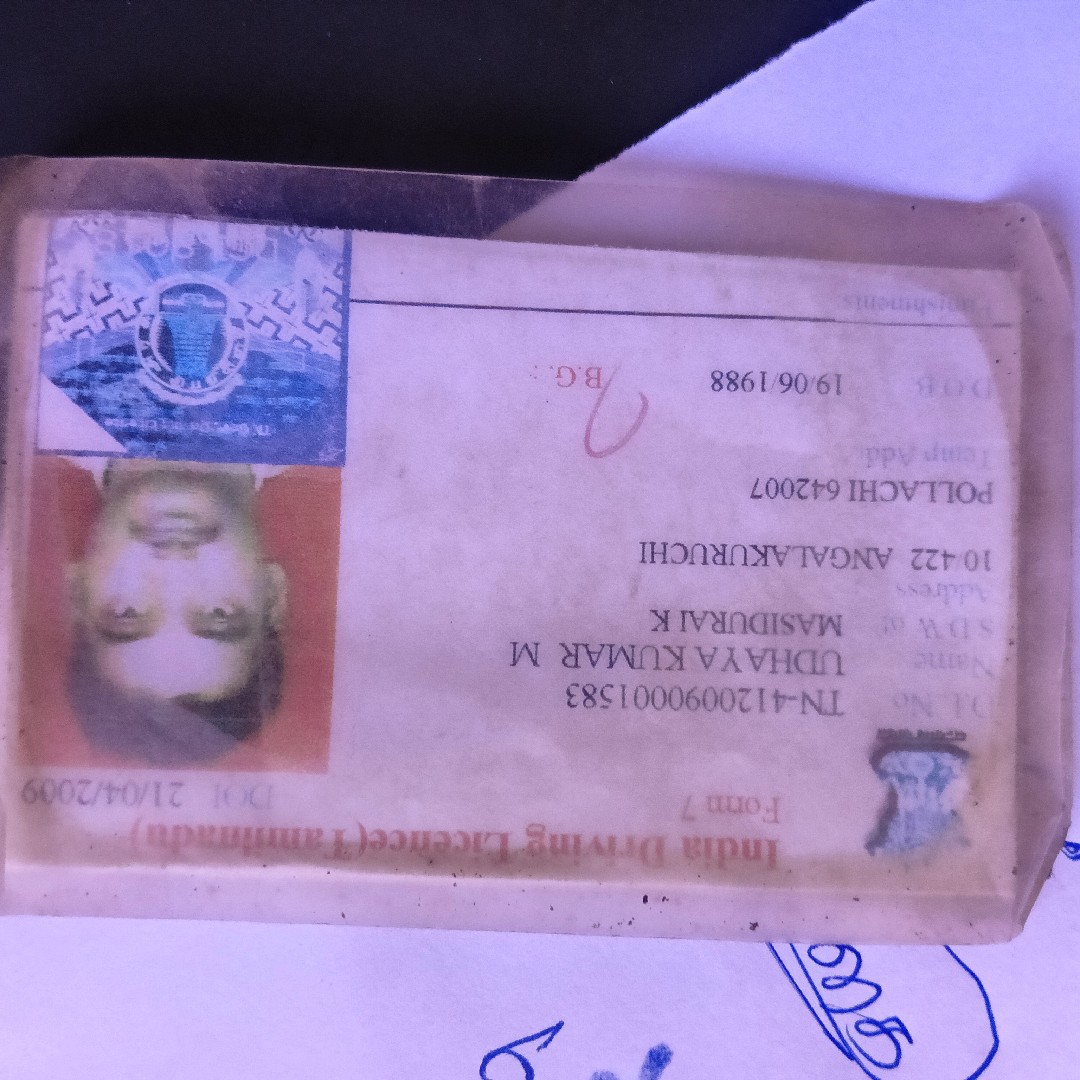 India Driving Licence(Tamilnadu)
Form 7
DOI 21/04/2009
D.L.No TN-4120090001583
Name UDHAYA KUMAR M
S D W of MASIDURAI K
Address
10/422 ANGALAKURUCHI
POLLACHI 642007
Temp Add:
D.O.B 19/06/1988 B.G. :
Punishments